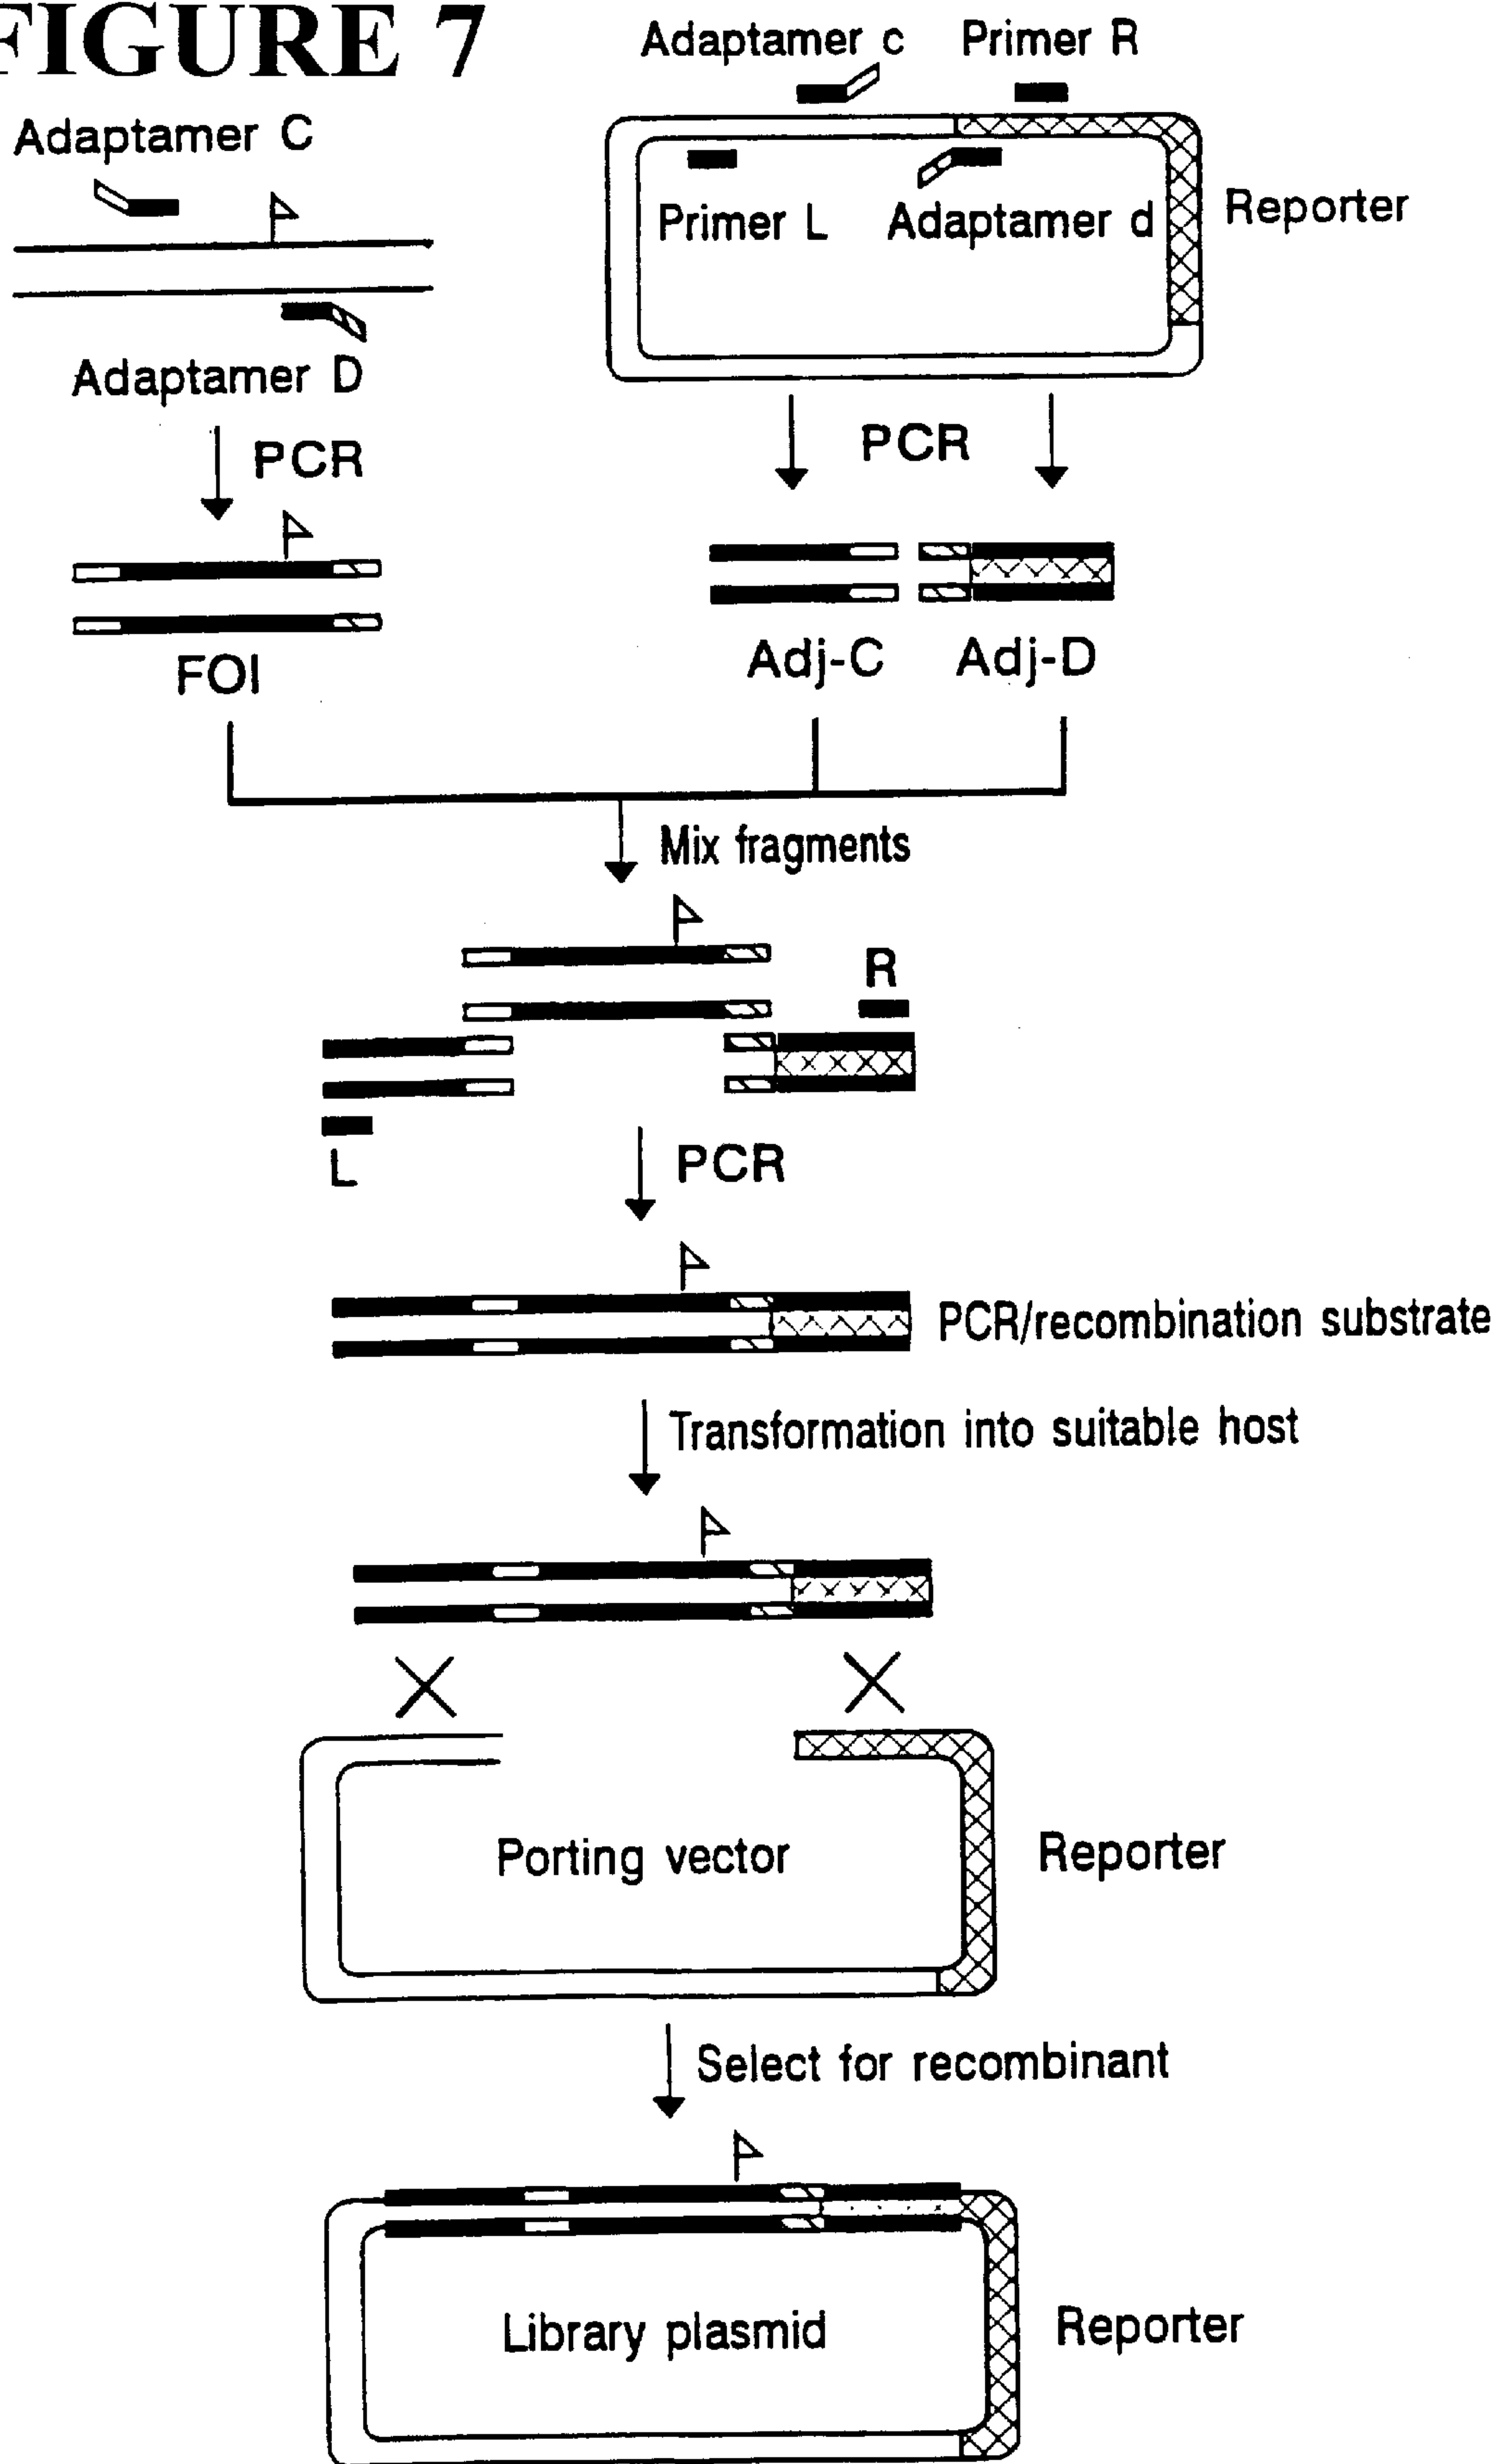 FIGURE 7
Adaptamer c Primer R
Adaptamer C
Primer L Adaptamer d
Reporter
Adaptamer D
PCR
PCR
FOI
Adj-C Adj-D
Mix fragments
R
L
PCR
PCR/recombination substrate
Transformation into suitable host
Porting vector
Reporter
Select for recombinant
Library plasmid
Reporter